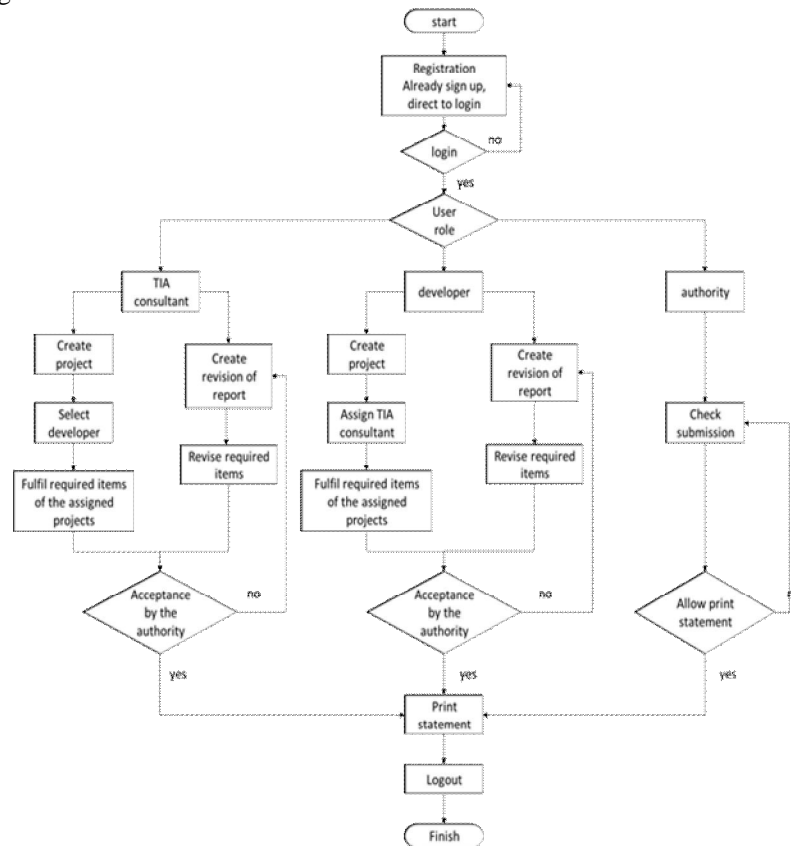 start
Registration
Already sign up,
direct to login
login
no
yes
User
role
TIA
consultant
developer
authority
Create
project
Create
revision of
report
Create
project
Create
revision of
report
Select
developer
Assign TIA
consultant
Check
submission
Revise required
items
Revise required
items
Fulfil required items
of the assigned
projects
Fulfil required items
of the assigned
projects
Acceptance
by the
authority
no
Acceptance
by the
authority
no
Allow print
statement
yes
yes
yes
Print
statement
Logout
Finish